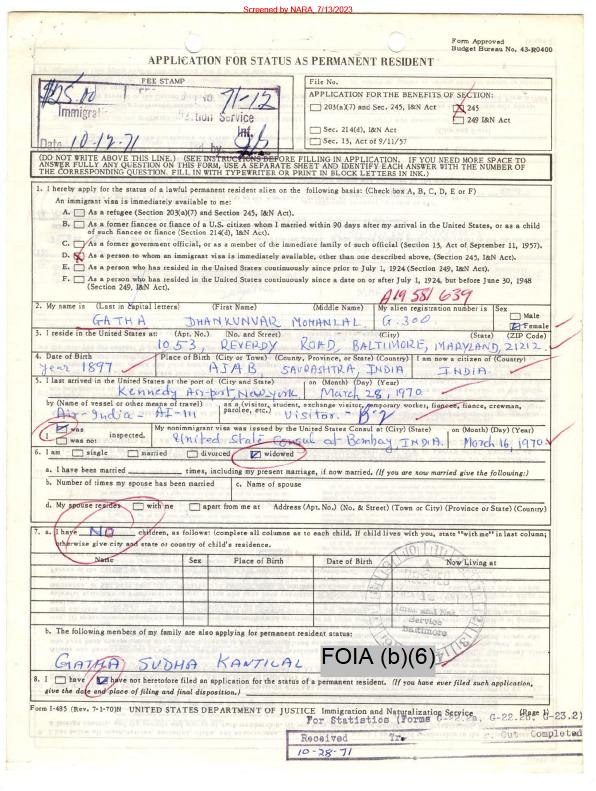 Screened by NARA, 7/13/2023
Form Approved
Budget Bureau No. 43-R0400
APPLICATION FOR STATUS AS PERMANENT RESIDENT
FEE STAMP
$25.00 No. 71-12
Immigrati ization Service
Date 10-12-71
File No.
APPLICATION FOR THE BENEFITS OF SECTION:
203(a)(7) and Sec. 245, I&N Act
245
249 I&N Act
Sec. 214(d), I&N Act
Sec. 13, Act of 9/11/57
(DO NOT WRITE ABOVE THIS LINE.) (SEE INSTRUCTIONS BEFORE FILLING IN APPLICATION. IF YOU NEED MORE SPACE TO
ANSWER FULLY ANY QUESTION ON THIS FORM, USE A SEPARATE SHEET AND IDENTIFY EACH ANSWER WITH THE NUMBER OF
THE CORRESPONDING QUESTION. FILL IN WITH TYPEWRITER OR PRINT IN BLOCK LETTERS IN INK.)
1. I hereby apply for the status of a lawful permanent resident alien on the following basis: (Check box A, B, C, D, E or F)
An immigrant visa is immediately available to me:
A. As a refugee (Section 203(a)(7) and Section 245, I&N Act).
B. As a former fiancee or fiance of a U.S. citizen whom I married within 90 days after my arrival in the United States, or as a child
of such fiancee or fiance (Section 214(d), I&N Act).
C. As a former government official, or as a member of the immediate family of such official (Section 13, Act of September 11, 1957).
D. As a person to whom an immigrant visa is immediately available, other than one described above, (Section 245, I&N Act).
E. As a person who has resided in the United States continuously since prior to July 1, 1924 (Section 249, I&N Act).
F. As a person who has resided in the United States continuously since a date on or after July 1, 1924, but before June 30, 1948
(Section 249, I&N Act).
A19 581 639
2. My name is (Last in Capital letters) (First Name) (Middle Name) My alien registration number is Sex
Male
GATHA DHANKUNVAR MOHANLAL G-300 Female
3. I reside in the United States at: (Apt. No.) (No. and Street) (City) (State) (ZIP Code)
1053, REVERDY ROAD, BALTIMORE, MARYLAND, 21212.
4. Date of Birth Place of Birth (City or Town) (County, Province, or State) (Country) I am now a citizen of (Country)
year 1897 AJAB SAURASHTRA, INDIA INDIA.
5. I last arrived in the United States at the port of (City and State) on (Month) (Day) (Year)
Kennedy Air-port, New york. March 28, 1970
by (Name of vessel or other means of travel) as a (visitor, student, exchange visitor, temporary worker, fiancee, fiance, crewman,
parolee, etc.)
Air-India - AI-111 Visitor - B-2
was
I inspected.
was not
My nonimmigrant visa was issued by the United States Consul at (City) (State) on (Month) (Day) (Year)
United State Consul at Bombay, INDIA. March 16, 1970
6. I am single married divorced widowed
a. I have been married times, including my present marriage, if now married. (If you are now married give the following:)
b. Number of times my spouse has been married c. Name of spouse
d. My spouse resides with me apart from me at Address (Apt. No.) (No. & Street) (Town or City) (Province or State) (Country)
7. a. I have NO children, as follows: (complete all columns as to each child. If child lives with you, state "with me" in last column;
otherwise give city and state or country of child's residence.
Name Sex Place of Birth Date of Birth Now Living at
RECEIVED
Imm. and Nat
Service
Baltimore
b. The following members of my family are also applying for permanent resident status:
GATHA SUDHA KANTILAL FOIA (b)(6)
8. I have have not heretofore filed an application for the status of a permanent resident. (If you have ever filed such application,
give the date and place of filing and final disposition.)
Form I-485 (Rev. 7-1-70)N UNITED STATES DEPARTMENT OF JUSTICE Immigration and Naturalization Service (Page 1)
For Statistics (Forms G-22.2a, G-22.2b, G-23.2)
Received Tr. Out Completed
10-28-71